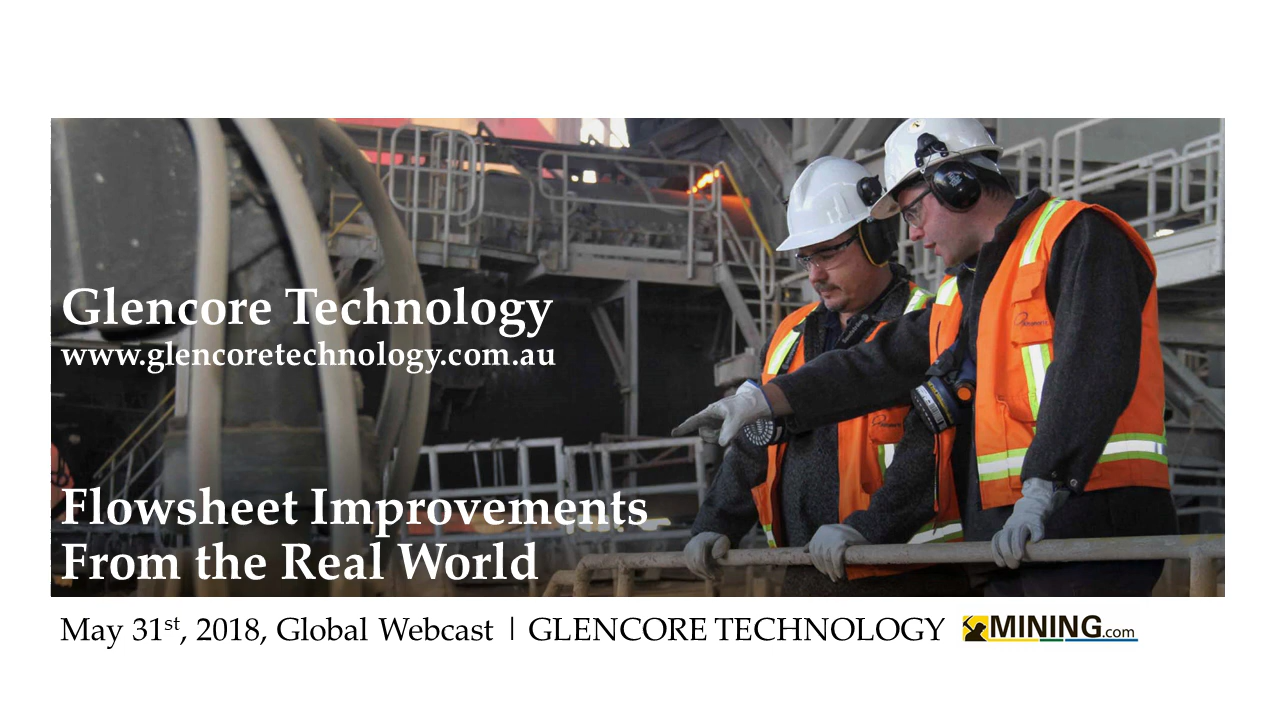 Glencore Technology
www.glencoretechnology.com.au
Flowsheet Improvements
From the Real World
May 31st, 2018, Global Webcast | GLENCORE TECHNOLOGY MINING.com